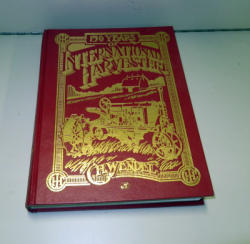 150 YEARS
INTERNATIONAL
HARVESTER
C.H. WENDEL